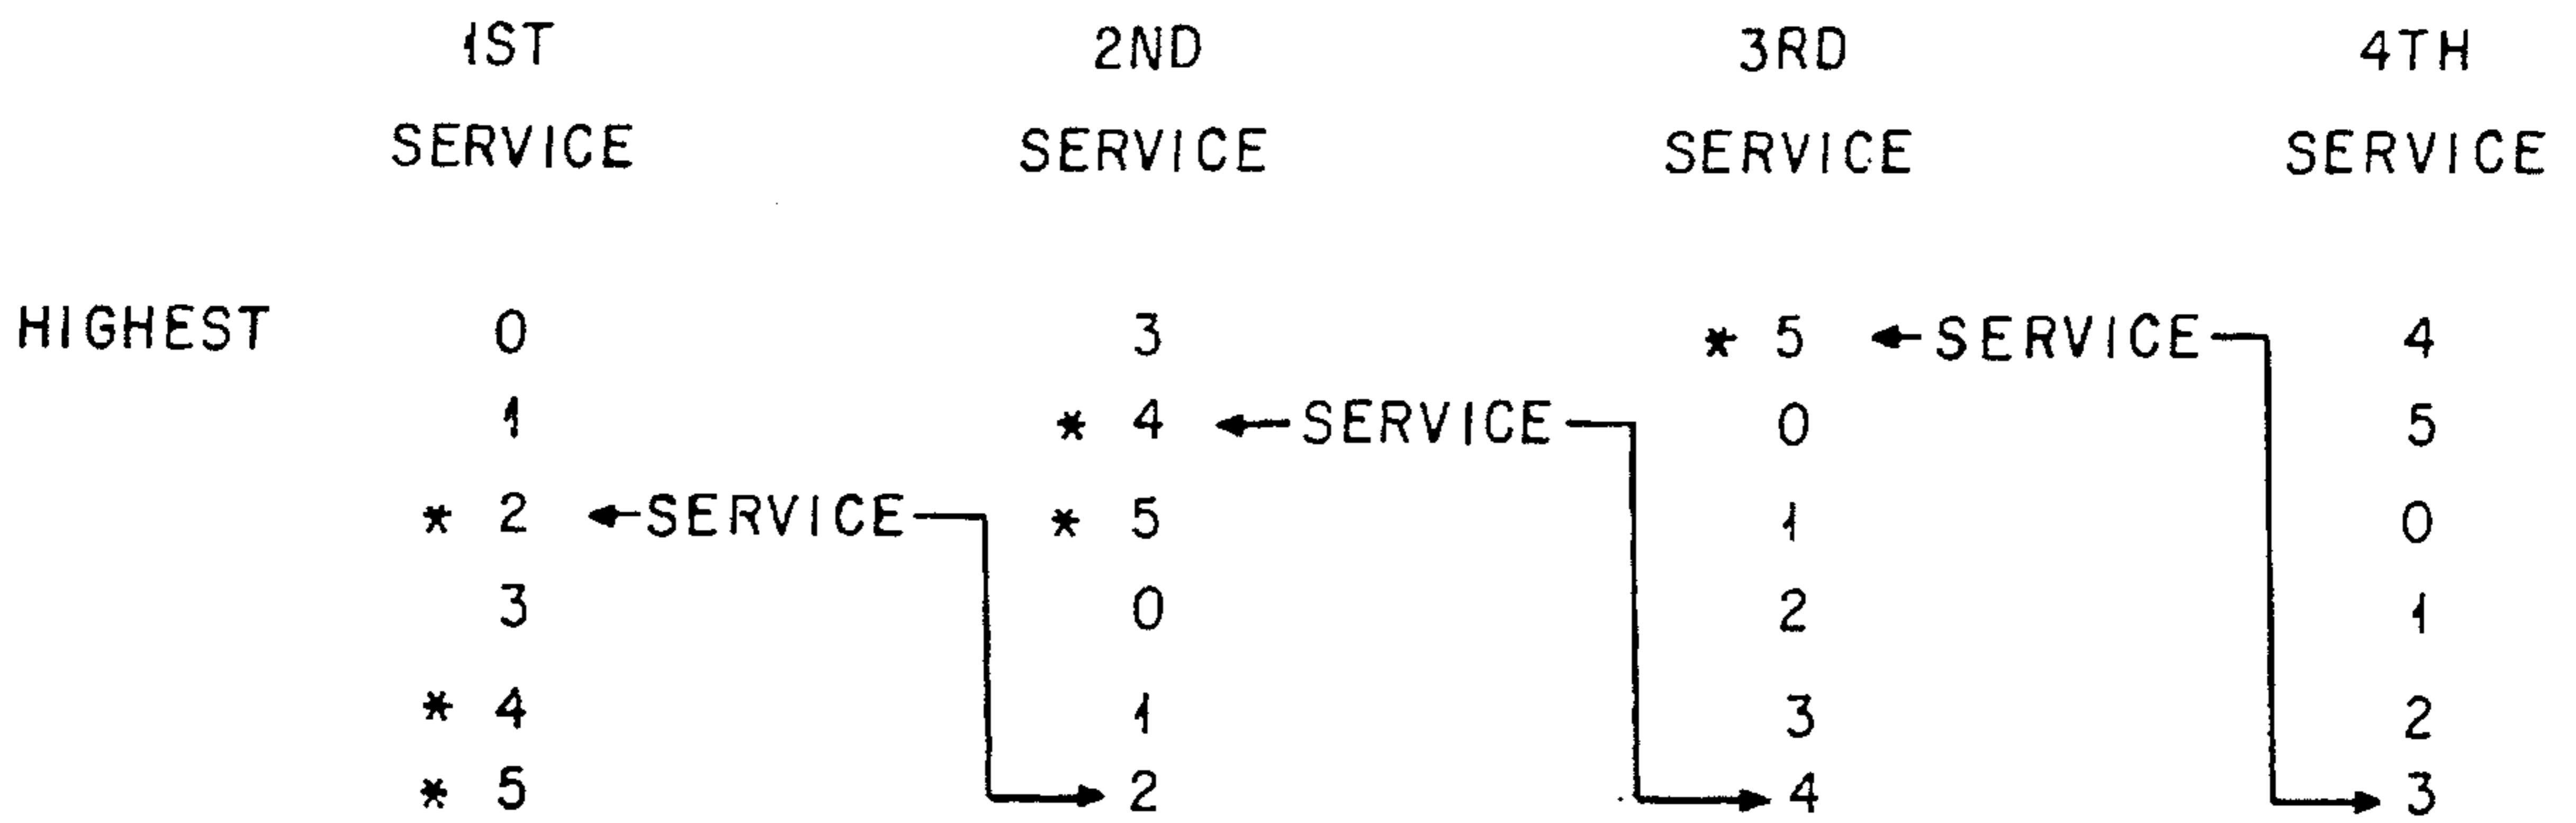 1ST 2ND 3RD 4TH
SERVICE SERVICE SERVICE SERVICE
HIGHEST 0 3 * 5 SERVICE 4
1 * 4 SERVICE 0 5
* 2 SERVICE * 5 1 0
3 0 2 1
* 4 1 3 2
* 5 2 4 3